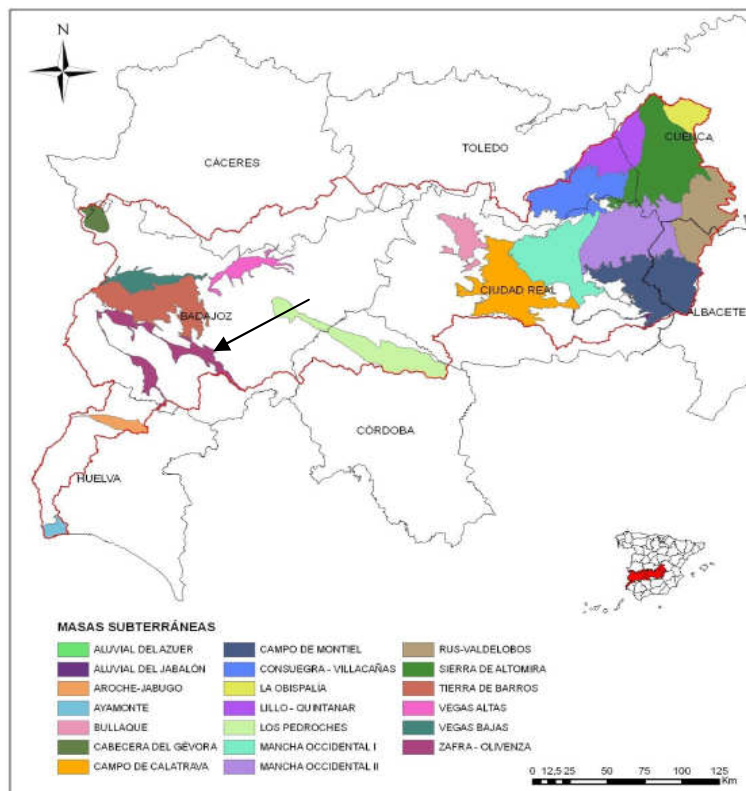 N
CÁCERES
TOLEDO
CUENCA
CIUDAD REAL
BADAJOZ
ALBACETE
CÓRDOBA
HUELVA
MASAS SUBTERRÁNEAS
ALUVIAL DEL AZUER
ALUVIAL DEL JABALÓN
AROCHE-JABUGO
AYAMONTE
BULLAQUE
CABECERA DEL GÉVORA
CAMPO DE CALATRAVA
CAMPO DE MONTIEL
CONSUEGRA - VILLACAÑAS
LA OBISPALÍA
LILLO - QUINTANAR
LOS PEDROCHES
MANCHA OCCIDENTAL I
MANCHA OCCIDENTAL II
RUS-VALDELOBOS
SIERRA DE ALTOMIRA
TIERRA DE BARROS
VEGAS ALTAS
VEGAS BAJAS
ZAFRA - OLIVENZA
0 12,5 25 50 75 100 125
Km